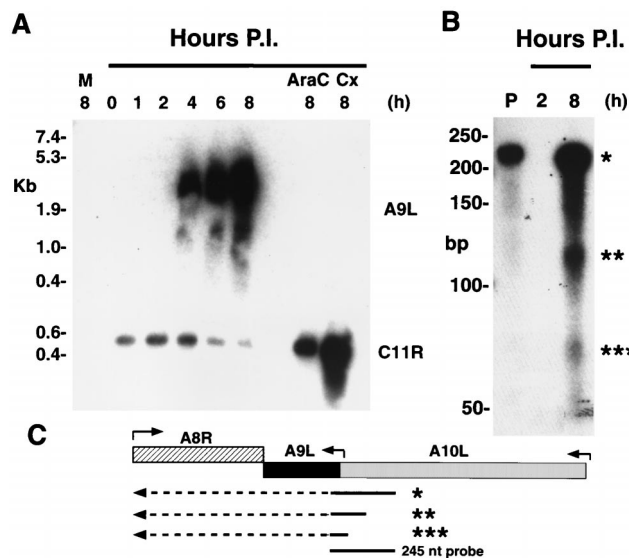 A
Hours P.I.
M AraC Cx
8 0 1 2 4 6 8 8 8 (h)
7.4-
5.3-
Kb
1.9-
1.0-
0.4-
A9L
0.6-
0.4-
C11R
B
Hours P.I.
P 2 8 (h)
250-
200-
150-
bp
100-
50-
*
**
***
C
A8R A9L A10L
*
**
***
245 nt probe